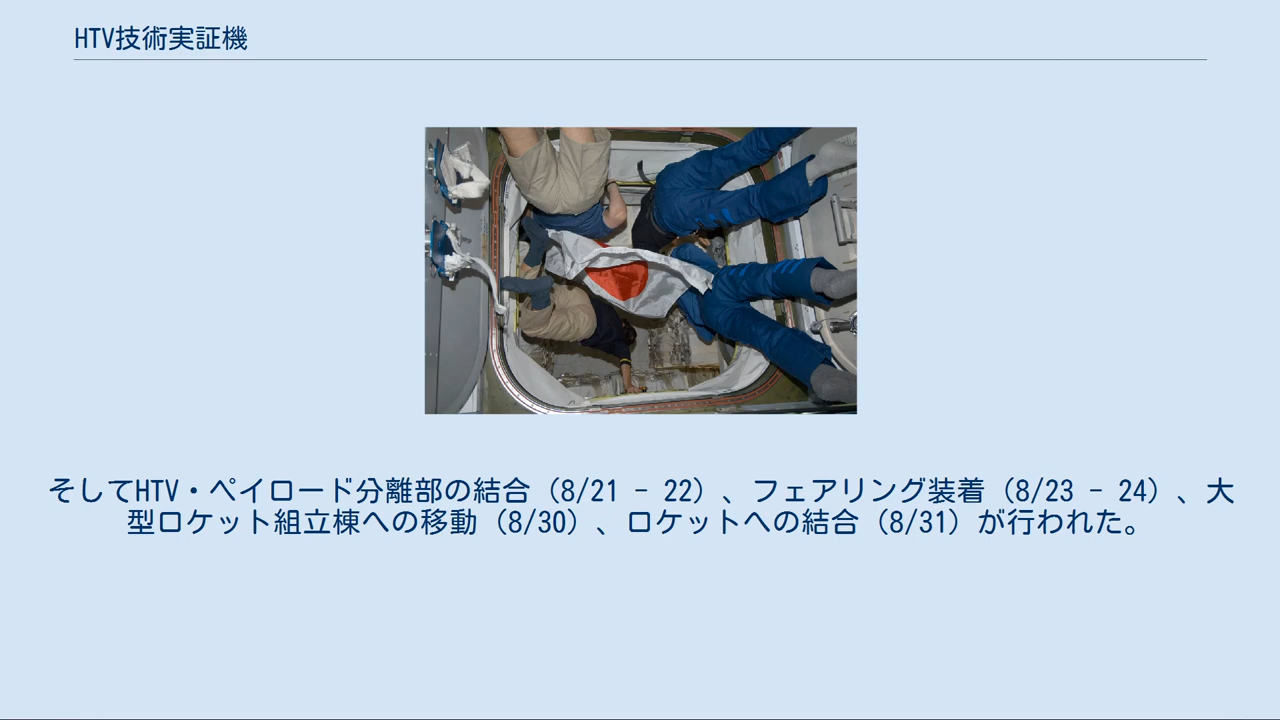 HTV技術実証機
そしてHTV・ペイロード分離部の結合（8/21 - 22）、フェアリング装着（8/23 - 24）、大
型ロケット組立棟への移動（8/30）、ロケットへの結合（8/31）が行われた。